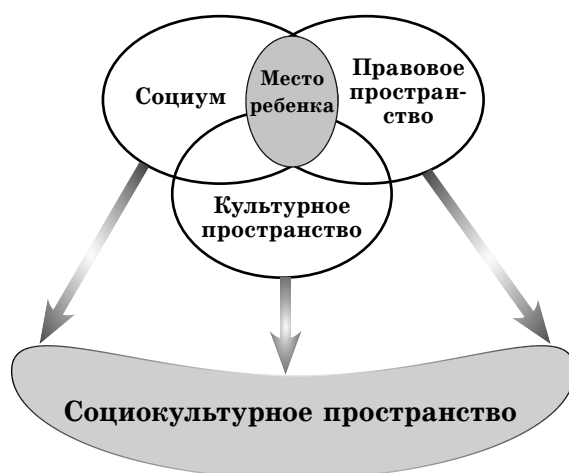 Социум
Место
ребенка
Правовое
простран-
ство
Культурное
пространство
Социокультурное пространство